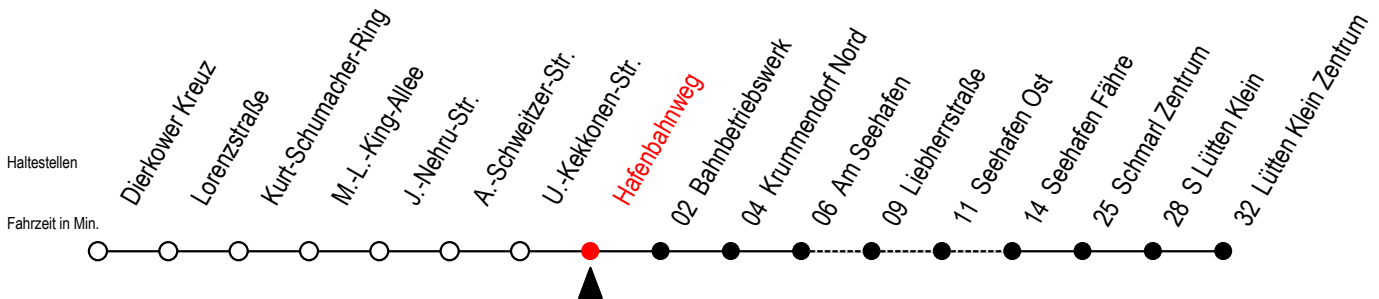 Haltestellen
Fahrzeit in Min.
Dierkower Kreuz
Lorenzstraße
Kurt-Schumacher-Ring
M.-L.-King-Allee
J.-Nehru-Str.
A.-Schweitzer-Str.
U.-Kekkonen-Str.
Hafenbahnweg
02 Bahnbetriebswerk
04 Krummendorf Nord
06 Am Seehafen
09 Liebherrstraße
11 Seehafen Ost
14 Seehafen Fähre
25 Schmarl Zentrum
28 S Lütten Klein
32 Lütten Klein Zentrum